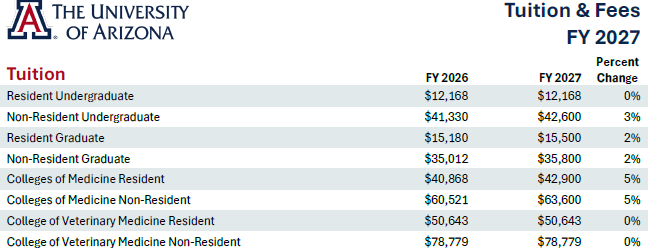 THE UNIVERSITY
OF ARIZONA
Tuition & Fees
FY 2027
Tuition FY 2026 FY 2027 Percent Change
Resident Undergraduate $12,168 $12,168 0%
Non-Resident Undergraduate $41,330 $42,600 3%
Resident Graduate $15,180 $15,500 2%
Non-Resident Graduate $35,012 $35,800 2%
Colleges of Medicine Resident $40,868 $42,900 5%
Colleges of Medicine Non-Resident $60,521 $63,600 5%
College of Veterinary Medicine Resident $50,643 $50,643 0%
College of Veterinary Medicine Non-Resident $78,779 $78,779 0%